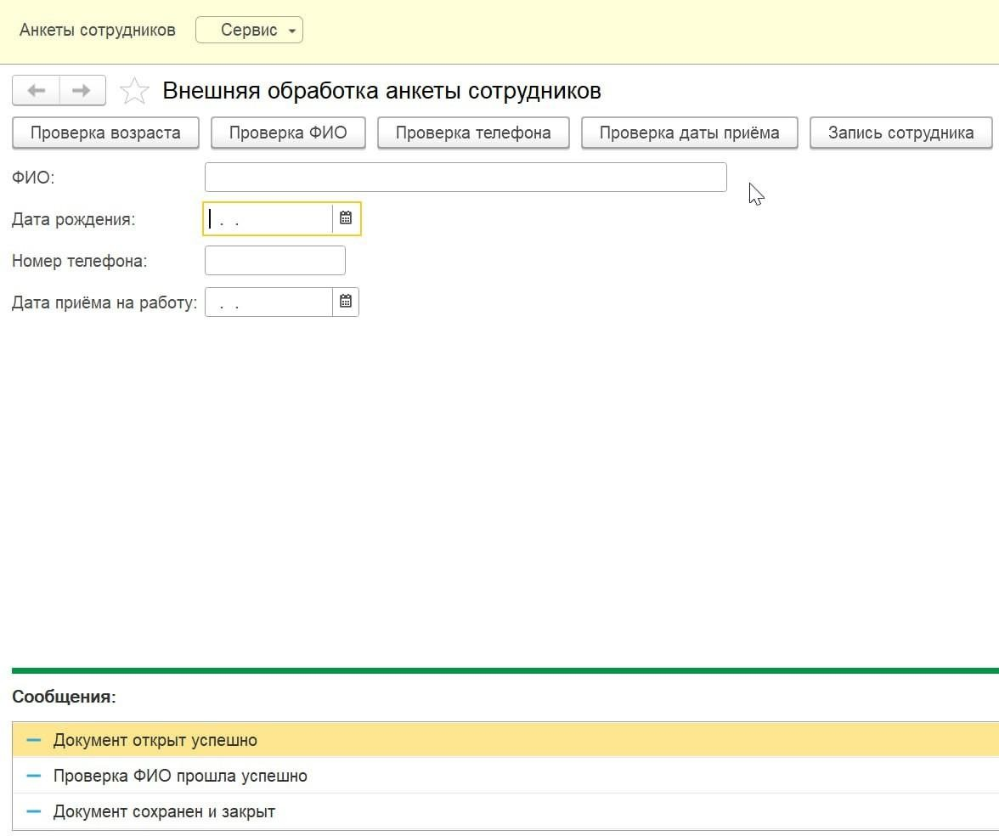 Анкеты сотрудников Сервис
Внешняя обработка анкеты сотрудников
Проверка возраста Проверка ФИО Проверка телефона Проверка даты приёма Запись сотрудника
ФИО:
Дата рождения: . .
Номер телефона:
Дата приёма на работу: . .
Сообщения:
Документ открыт успешно
Проверка ФИО прошла успешно
Документ сохранен и закрыт